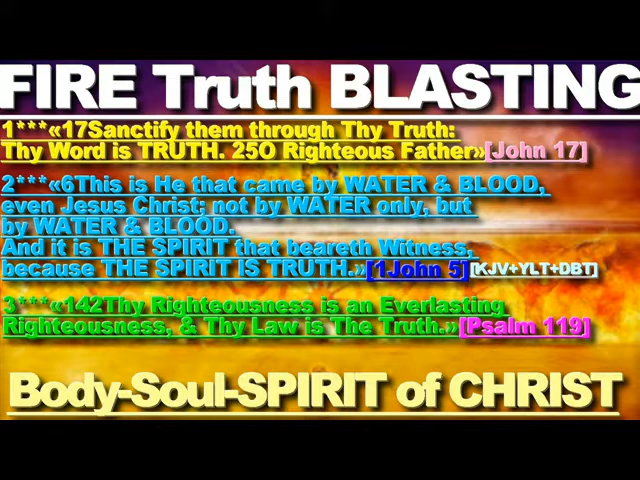 FIRE Truth BLASTING
1***«17Sanctify them through Thy Truth:
Thy Word is TRUTH. 25O Righteous Father»[John 17]
2***«6This is He that came by WATER & BLOOD,
even Jesus Christ; not by WATER only, but
by WATER & BLOOD.
And it is THE SPIRIT that beareth Witness,
because THE SPIRIT IS TRUTH.»[1John 5][KJV+YLT+DBT]
3***«142Thy Righteousness is an Everlasting
Righteousness, & Thy Law is The Truth.»[Psalm 119]
Body-Soul-SPIRIT of CHRIST